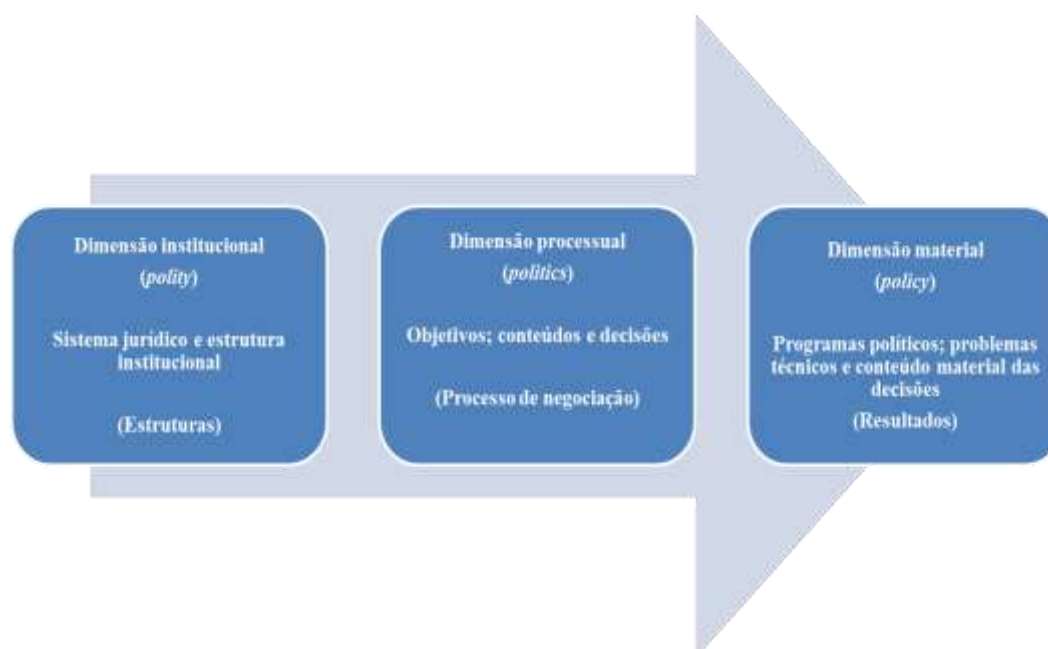 Dimensão institucional
(polity)
Sistema jurídico e estrutura
institucional
(Estruturas)
Dimensão processual
(politics)
Objetivos; conteúdos e decisões
(Processo de negociação)
Dimensão material
(policy)
Programas políticos; problemas
técnicos e conteúdo material das
decisões
(Resultados)